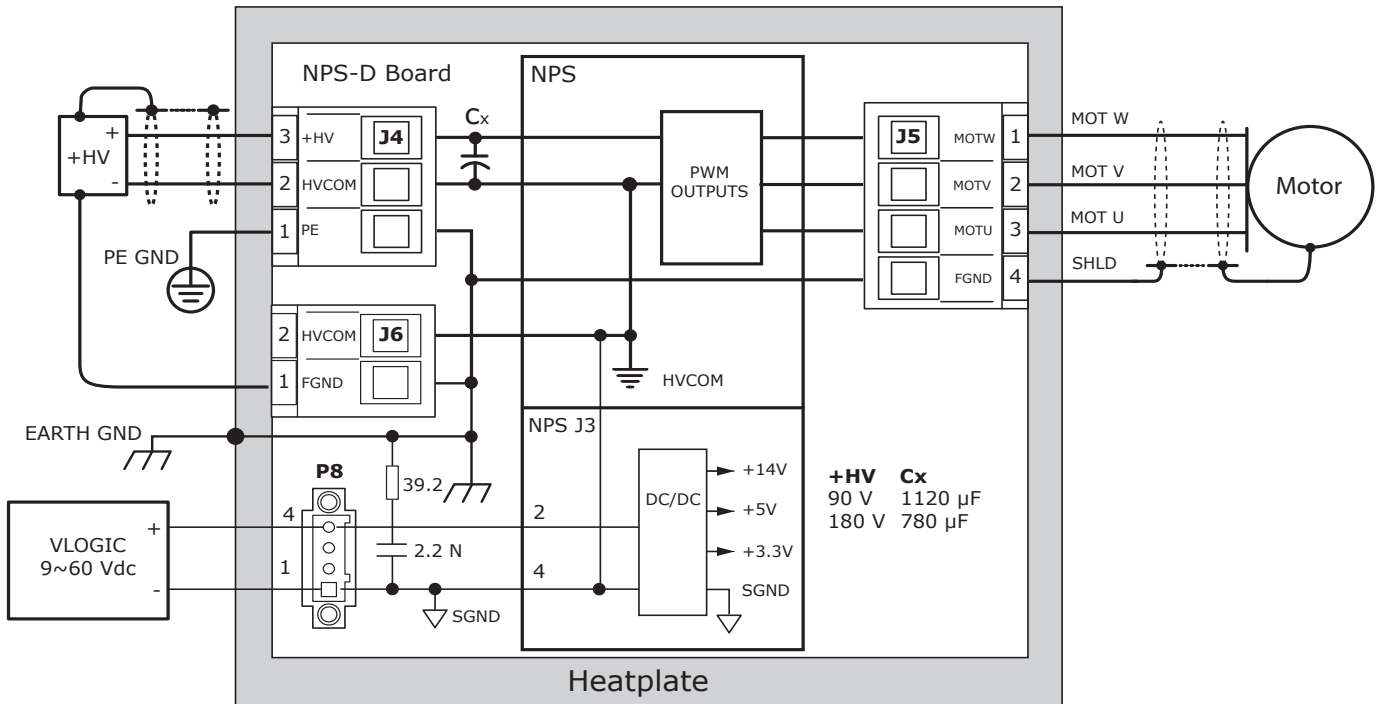 NPS-D Board
NPS
+HV
+
-
3 +HV J4
2 HVCOM
1 PE
Cx
PWM
OUTPUTS
J5 MOTW 1
MOTV 2
MOTU 3
FGND 4
MOT W
MOT V
MOT U
SHLD
Motor
PE GND
2 HVCOM J6
1 FGND
HVCOM
EARTH GND
NPS J3
P8
39.2
2.2 N
4
1
2
4
VLOGIC
9~60 Vdc
+
-
SGND
DC/DC
+14V
+5V
+3.3V
SGND
+HV Cx
90 V 1120 µF
180 V 780 µF
Heatplate